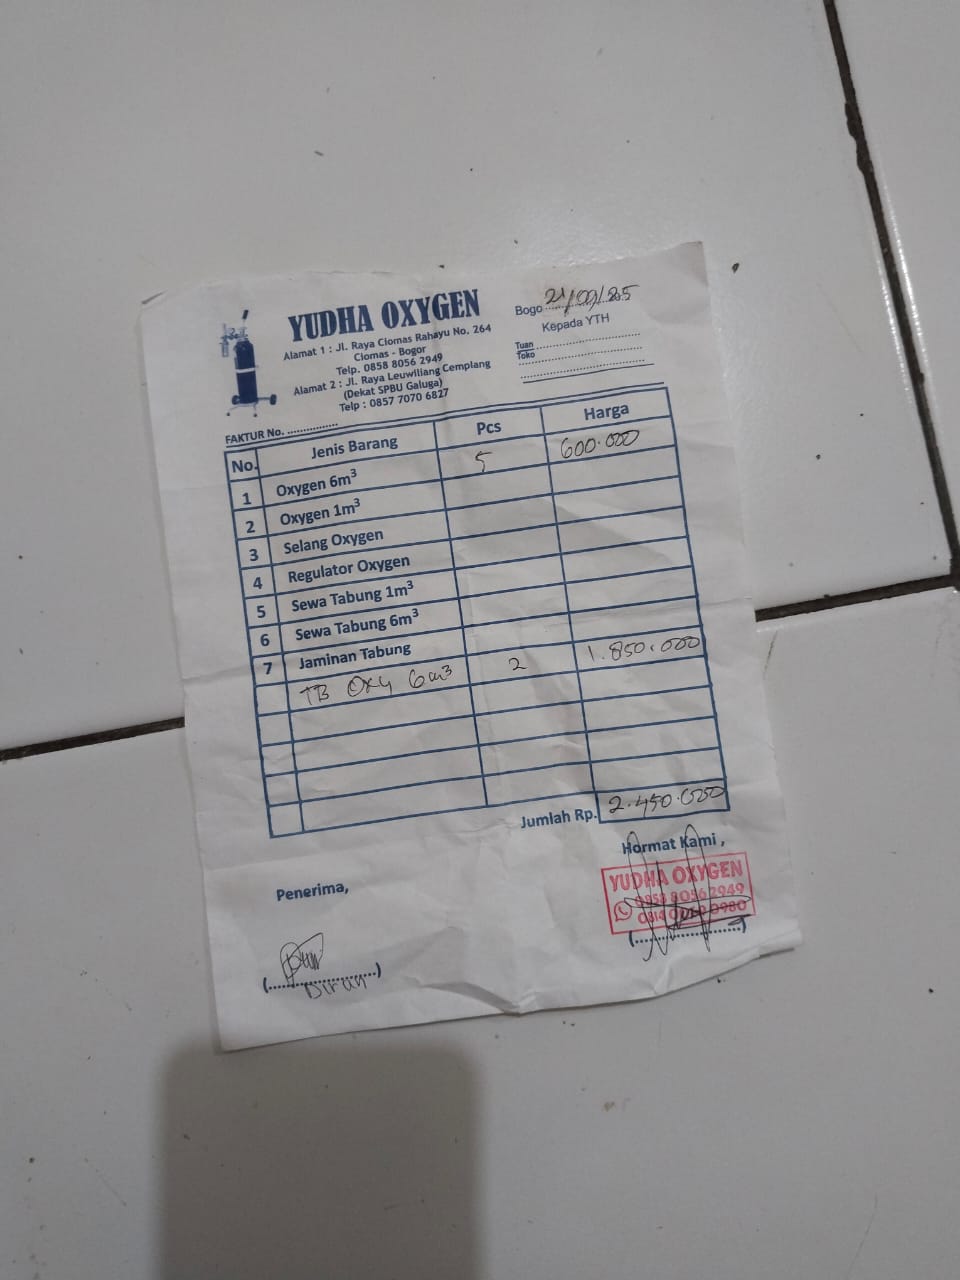 YUDHA OXYGEN
Alamat 1 : Jl. Raya Ciomas Rahayu No. 264
Ciomas - Bogor
Telp. 0858 8056 2949
Alamat 2 : Jl. Raya Leuwiliang Cemplang
(Dekat SPBU Galuga)
Telp : 0857 7070 6827
Bogo
Kepada YTH
Tuan
Toko
FAKTUR No.
No. Jenis Barang Pcs Harga
1 Oxygen 6m³ 5 600.000
2 Oxygen 1m³
3 Selang Oxygen
4 Regulator Oxygen
5 Sewa Tabung 1m³
6 Sewa Tabung 6m³
7 Jaminan Tabung
TB OXY 6m³ 2 1.850.000
Jumlah Rp. 2.450.000
Hormat Kami,
YUDHA OXYGEN
0858 8056 2949
Penerima,